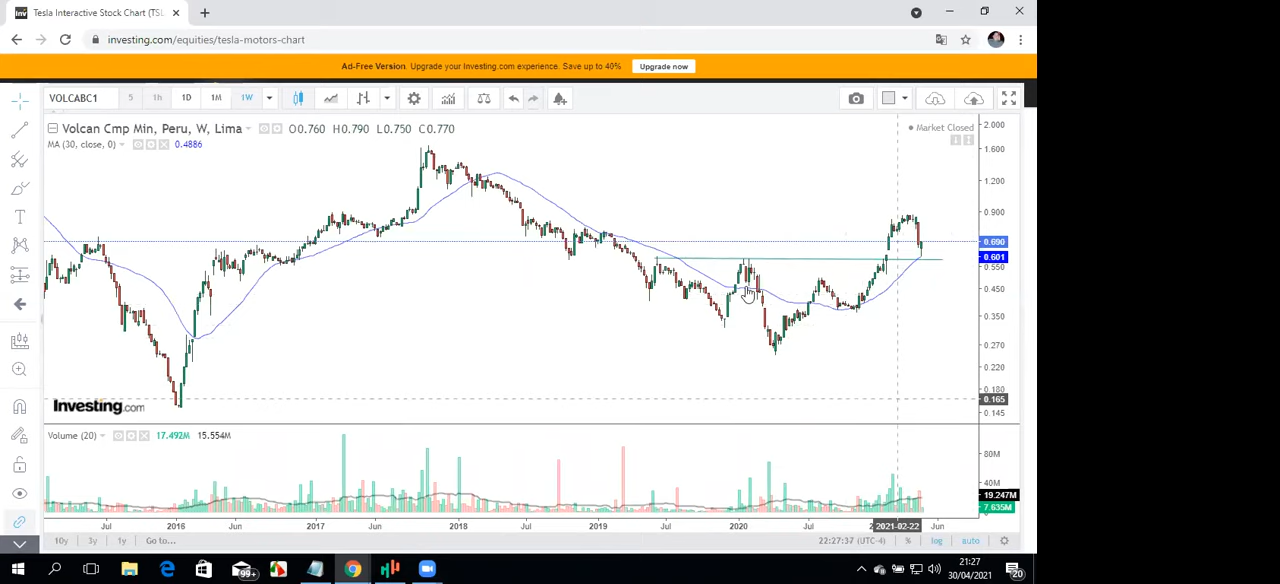 Tesla Interactive Stock Chart (TSL
investing.com/equities/tesla-motors-chart
Ad-Free Version. Upgrade your Investing.com experience. Save up to 40% Upgrade now
VOLCABC1 5 1h 1D 1M 1W
Volcan Cmp Min, Peru, W, Lima O0.760 H0.790 L0.750 C0.770
Market Closed
MA (30, close, 0) 0.4886
2.000
1.600
1.200
0.900
0.690
0.601
0.550
0.450
0.350
0.270
0.220
0.180
0.165
0.145
Investing.com
Volume (20) 17.492M 15.554M
80M
40M
19.247M
7.635M
Jul 2016 Jun 2017 Jun 2018 Jul 2019 Jul 2020 Jul 2021-02-22 Jun
10y 3y 1y Go to... 22:27:37 (UTC-4) % log auto
99+
21:27
30/04/2021
20